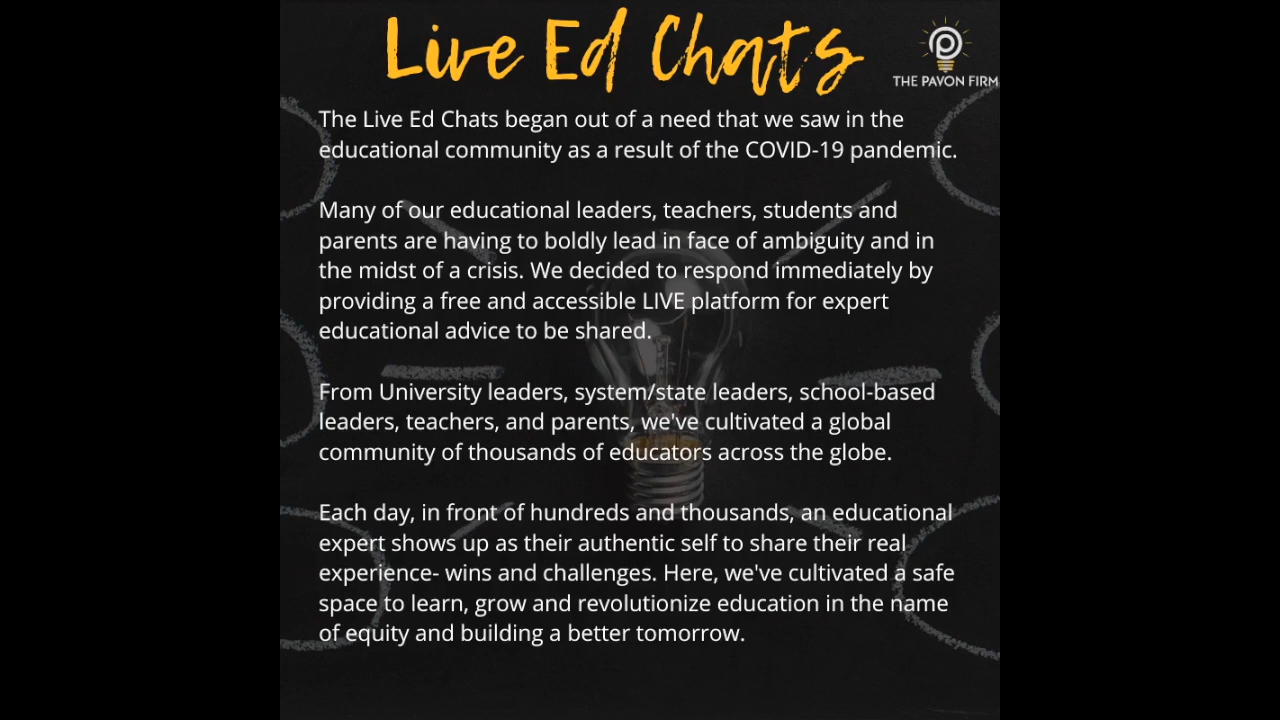 Live Ed Chats
THE PAVON FIRM
The Live Ed Chats began out of a need that we saw in the
educational community as a result of the COVID-19 pandemic.
Many of our educational leaders, teachers, students and
parents are having to boldly lead in face of ambiguity and in
the midst of a crisis. We decided to respond immediately by
providing a free and accessible LIVE platform for expert
educational advice to be shared.
From University leaders, system/state leaders, school-based
leaders, teachers, and parents, we've cultivated a global
community of thousands of educators across the globe.
Each day, in front of hundreds and thousands, an educational
expert shows up as their authentic self to share their real
experience- wins and challenges. Here, we've cultivated a safe
space to learn, grow and revolutionize education in the name
of equity and building a better tomorrow.